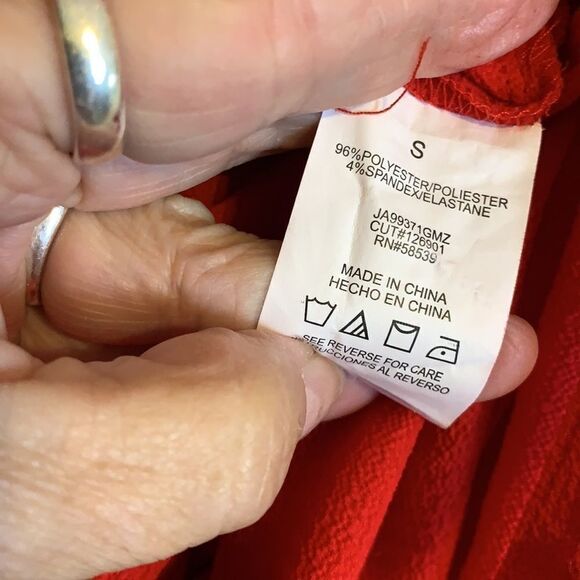 S
96%POLYESTER/POLIESTER
4%SPANDEX/ELASTANE
JA99371GMZ
CUT#126901
RN#58539
MADE IN CHINA
HECHO EN CHINA
SEE REVERSE FOR CARE
AL REVERSO